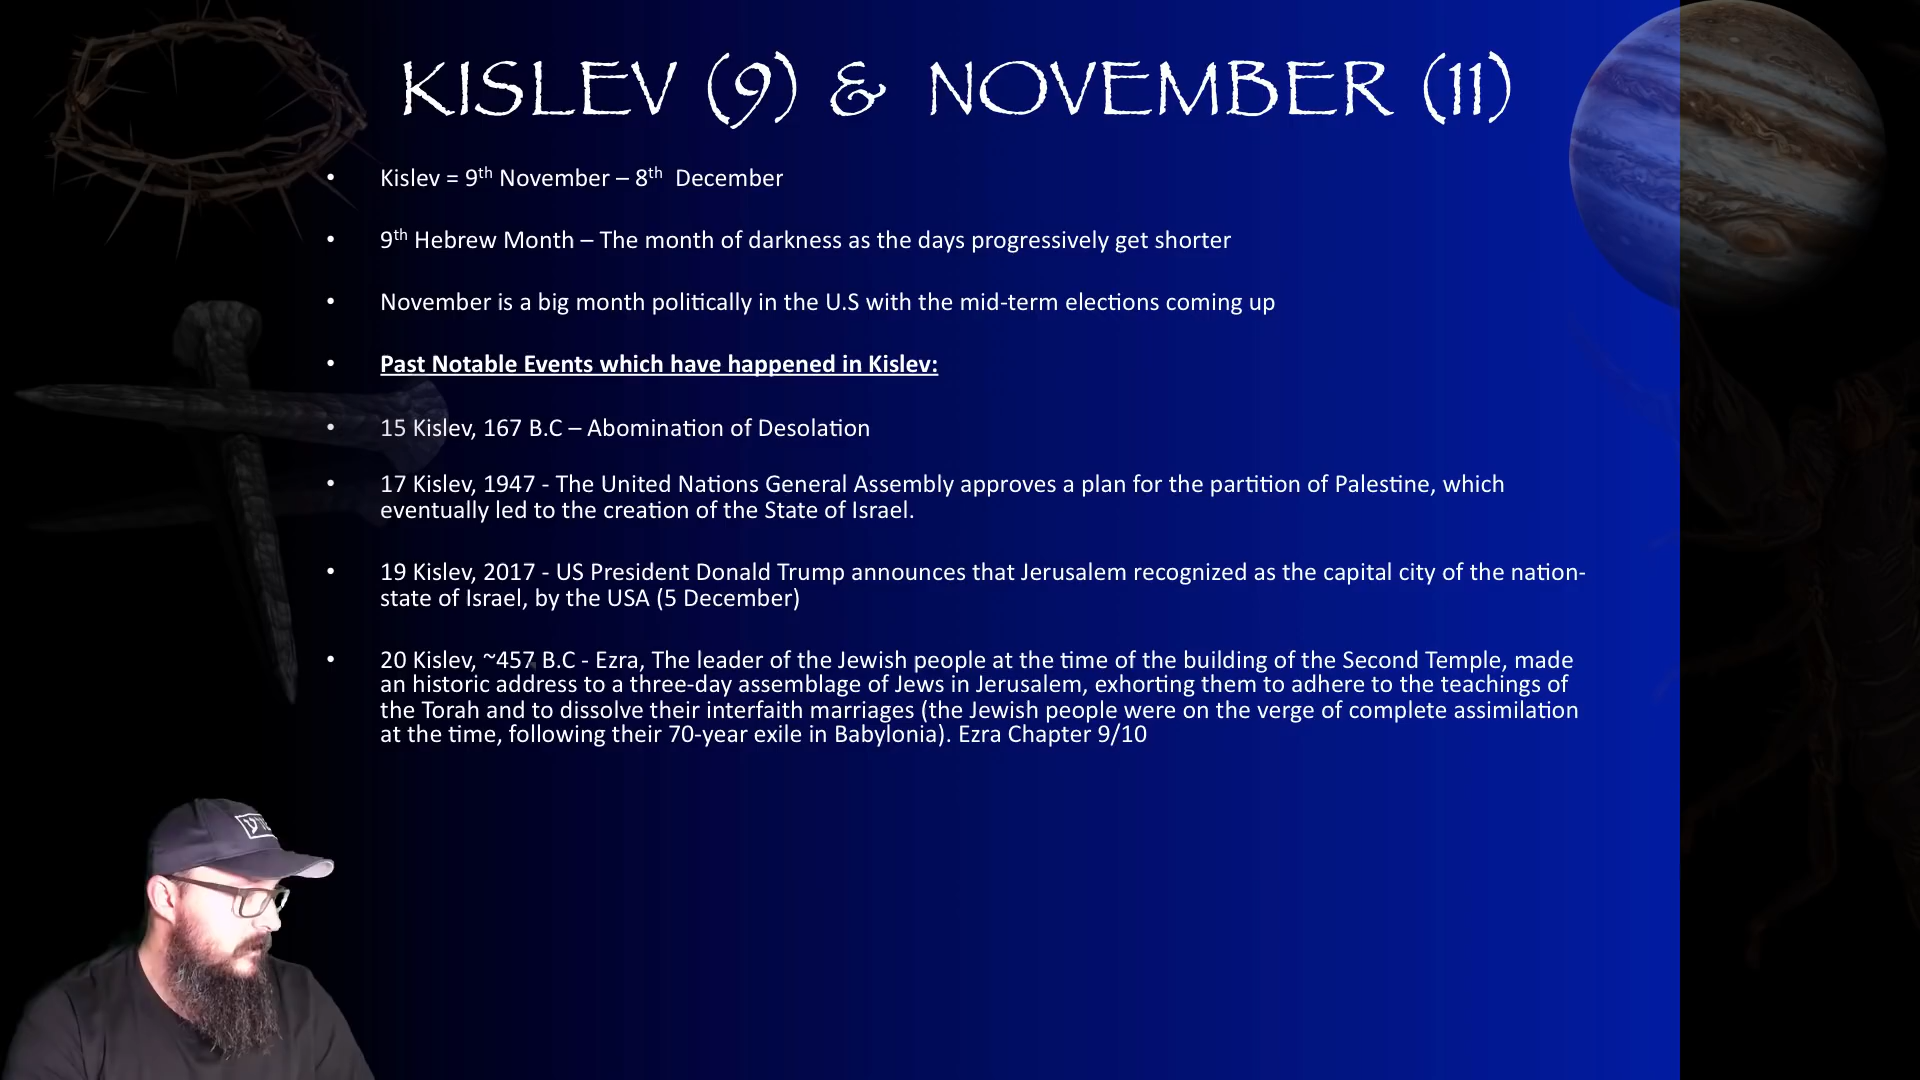 KISLEV (9) & NOVEMBER (11)
• Kislev = 9th November – 8th December
• 9th Hebrew Month – The month of darkness as the days progressively get shorter
• November is a big month politically in the U.S with the mid-term elections coming up
• Past Notable Events which have happened in Kislev:
• 15 Kislev, 167 B.C – Abomination of Desolation
• 17 Kislev, 1947 - The United Nations General Assembly approves a plan for the partition of Palestine, which
eventually led to the creation of the State of Israel.
• 19 Kislev, 2017 - US President Donald Trump announces that Jerusalem recognized as the capital city of the nation-
state of Israel, by the USA (5 December)
• 20 Kislev, ~457 B.C - Ezra, The leader of the Jewish people at the time of the building of the Second Temple, made
an historic address to a three-day assemblage of Jews in Jerusalem, exhorting them to adhere to the teachings of
the Torah and to dissolve their interfaith marriages (the Jewish people were on the verge of complete assimilation
at the time, following their 70-year exile in Babylonia). Ezra Chapter 9/10